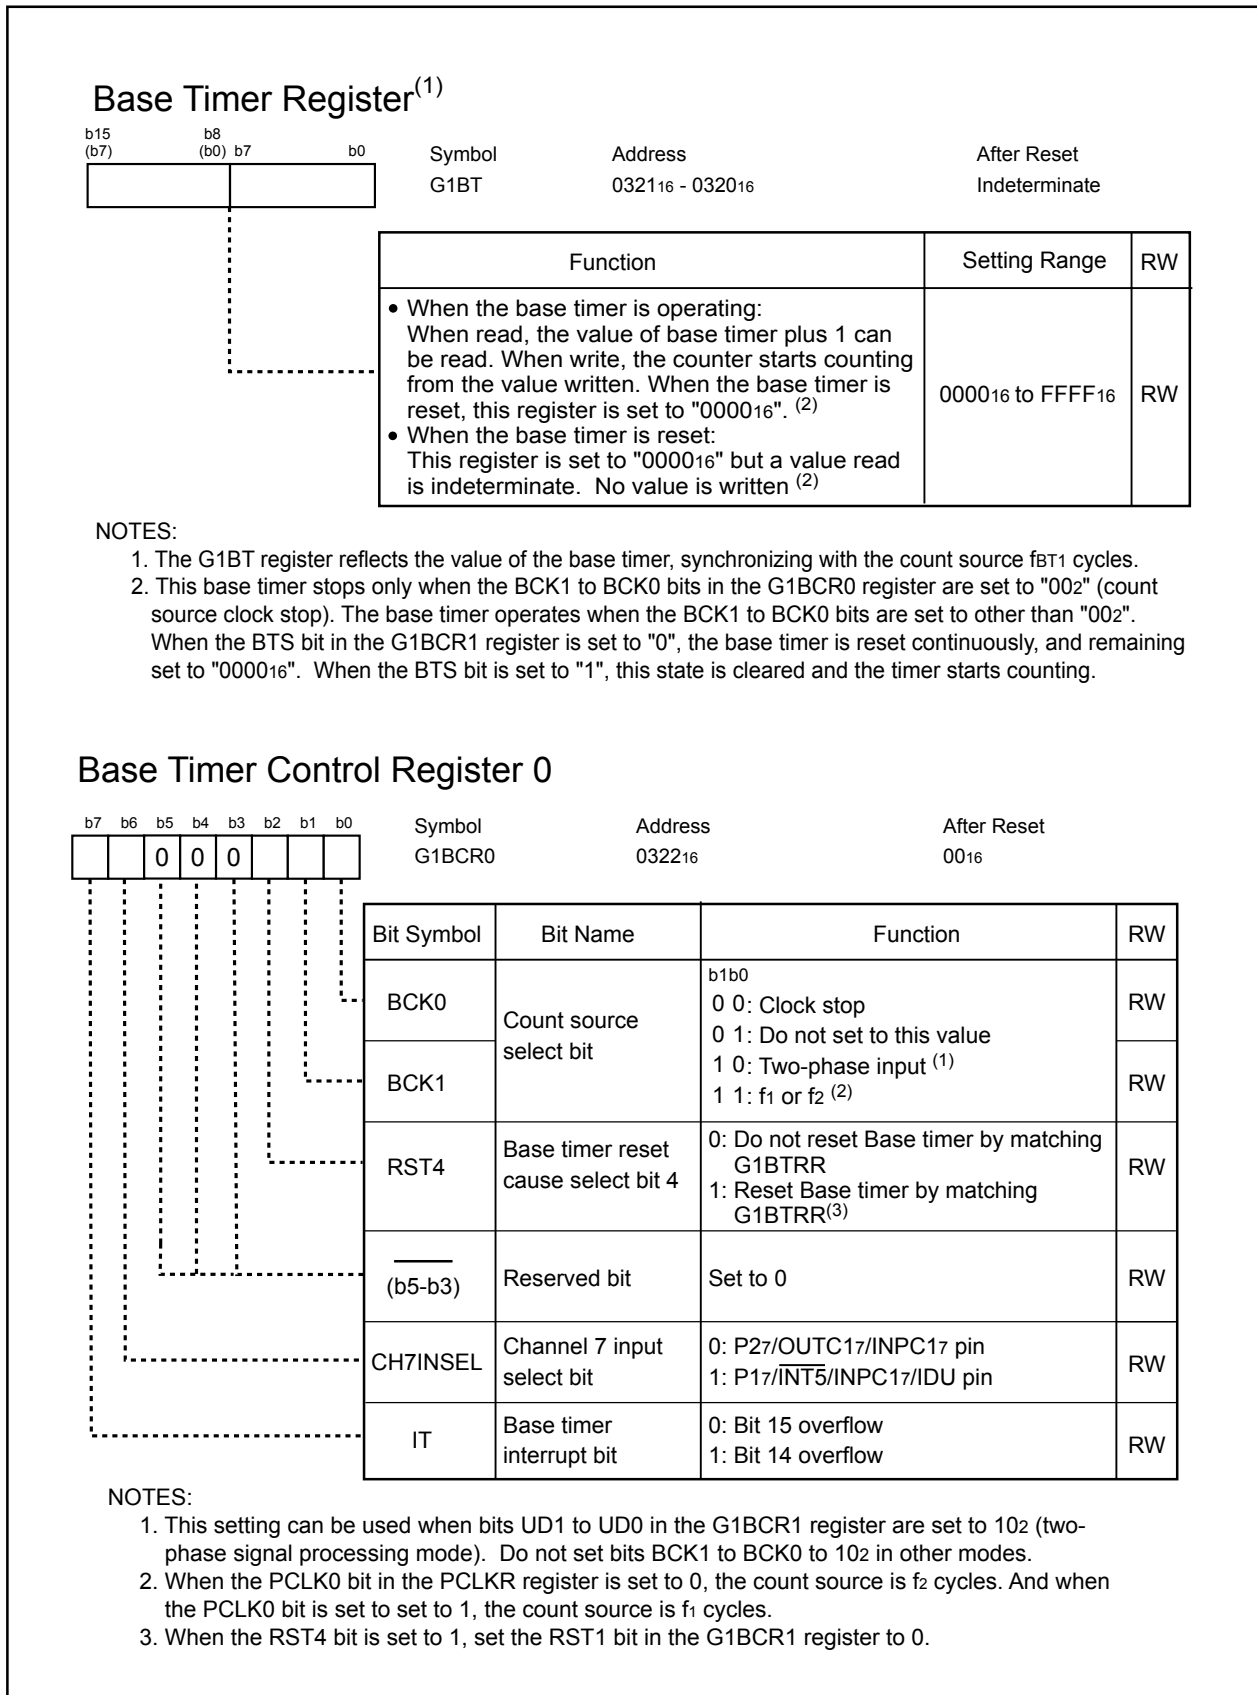 Base Timer Register(1)
b15 b8
(b7) (b0) b7 b0 Symbol Address After Reset
G1BT 032116 - 032016 Indeterminate
Function Setting Range RW
• When the base timer is operating:
When read, the value of base timer plus 1 can
be read. When write, the counter starts counting
from the value written. When the base timer is
reset, this register is set to "000016". (2)
• When the base timer is reset:
This register is set to "000016" but a value read
is indeterminate. No value is written (2)
000016 to FFFF16 RW
NOTES:
1. The G1BT register reflects the value of the base timer, synchronizing with the count source fBT1 cycles.
2. This base timer stops only when the BCK1 to BCK0 bits in the G1BCR0 register are set to "002" (count
source clock stop). The base timer operates when the BCK1 to BCK0 bits are set to other than "002".
When the BTS bit in the G1BCR1 register is set to "0", the base timer is reset continuously, and remaining
set to "000016". When the BTS bit is set to "1", this state is cleared and the timer starts counting.
Base Timer Control Register 0
b7 b6 b5 b4 b3 b2 b1 b0 Symbol Address After Reset
0 0 0 G1BCR0 032216 0016
Bit Symbol Bit Name Function RW
BCK0 RW
BCK1 RW
Count source
select bit
b1b0
0 0: Clock stop
0 1: Do not set to this value
1 0: Two-phase input (1)
1 1: f1 or f2 (2)
RST4
Base timer reset
cause select bit 4
0: Do not reset Base timer by matching
G1BTRR
1: Reset Base timer by matching
G1BTRR(3)
RW
(b5-b3) Reserved bit Set to 0 RW
CH7INSEL
Channel 7 input
select bit
0: P27/OUTC17/INPC17 pin
1: P17/INT5/INPC17/IDU pin
RW
IT
Base timer
interrupt bit
0: Bit 15 overflow
1: Bit 14 overflow
RW
NOTES:
1. This setting can be used when bits UD1 to UD0 in the G1BCR1 register are set to 102 (two-
phase signal processing mode). Do not set bits BCK1 to BCK0 to 102 in other modes.
2. When the PCLK0 bit in the PCLKR register is set to 0, the count source is f2 cycles. And when
the PCLK0 bit is set to set to 1, the count source is f1 cycles.
3. When the RST4 bit is set to 1, set the RST1 bit in the G1BCR1 register to 0.